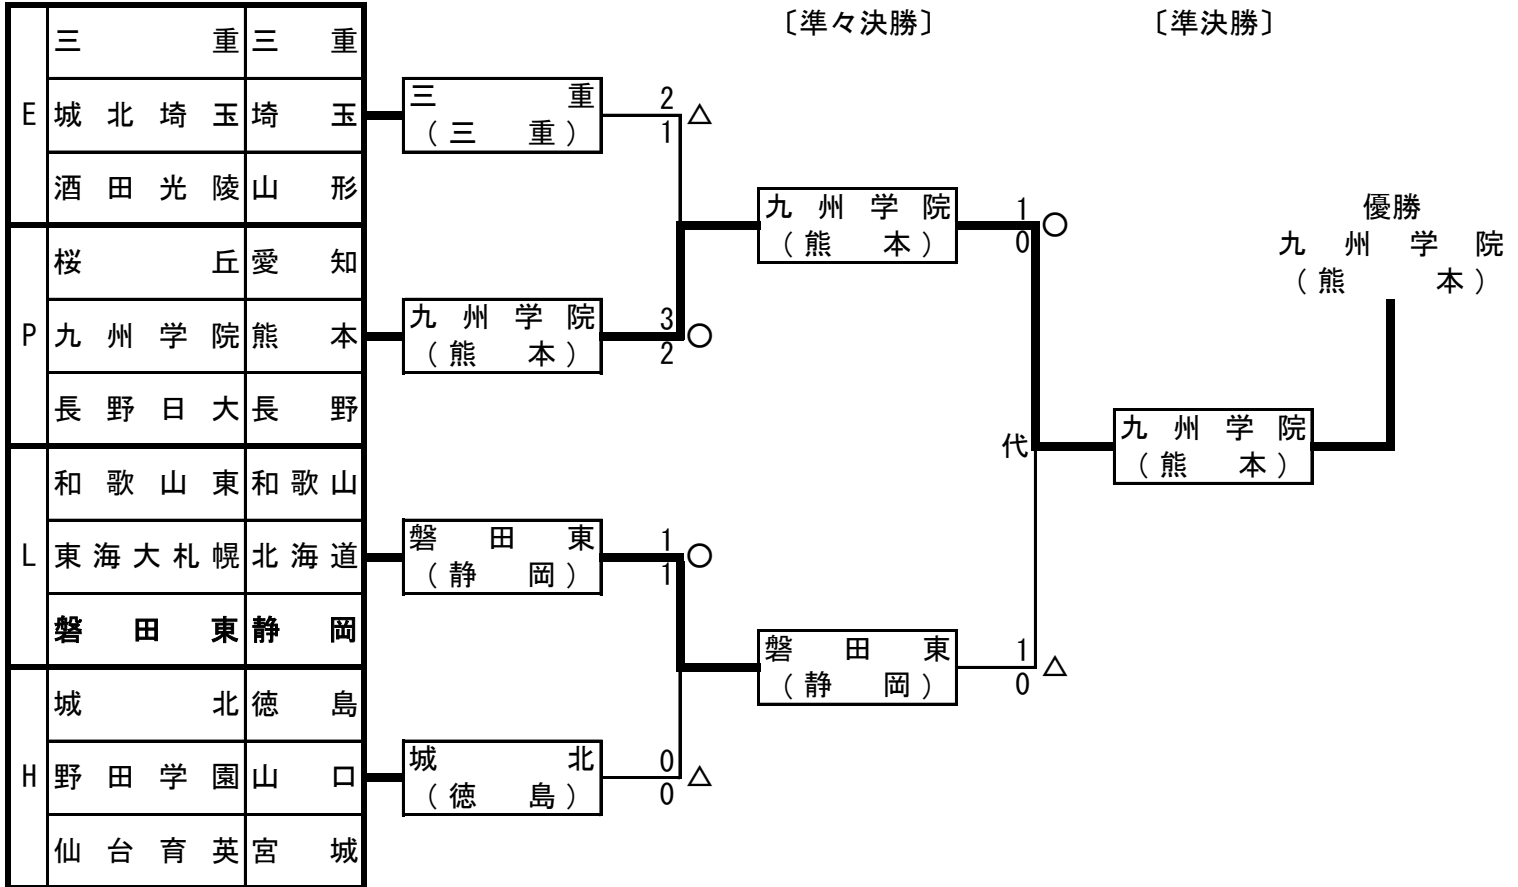 〔準々決勝〕 〔準決勝〕
E
三重 三重
城北埼玉 埼玉
酒田光陵 山形
P
桜丘 愛知
九州学院 熊本
長野日大 長野
L
和歌山東 和歌山
東海大札幌 北海道
磐田東 静岡
H
城北 徳島
野田学園 山口
仙台育英 宮城
三重
(三重)
2
1
△
九州学院
(熊本)
3
2
○
磐田東
(静岡)
1
1
○
城北
(徳島)
0
0
△
九州学院
(熊本)
1
0
○
代
磐田東
(静岡)
1
0
△
九州学院
(熊本)
優勝
九州学院
(熊本)